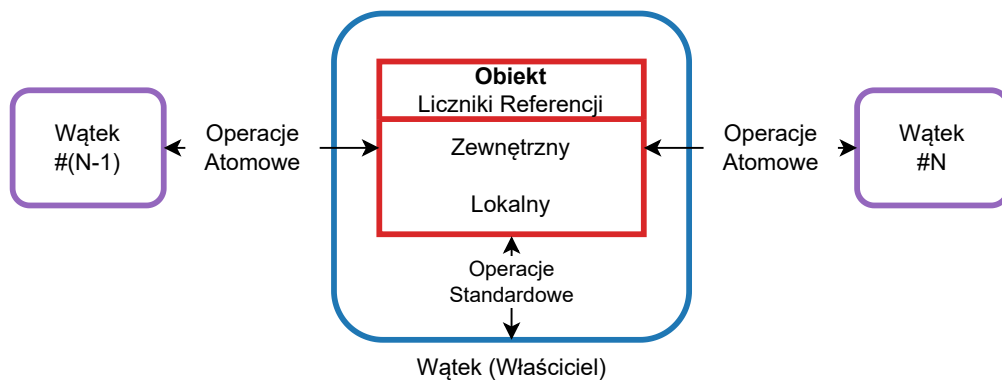 Obiekt
Liczniki Referencji
Wątek
#(N-1)
Operacje
Atomowe
Zewnętrzny
Operacje
Atomowe
Wątek
#N
Lokalny
Operacje
Standardowe
Wątek (Właściciel)